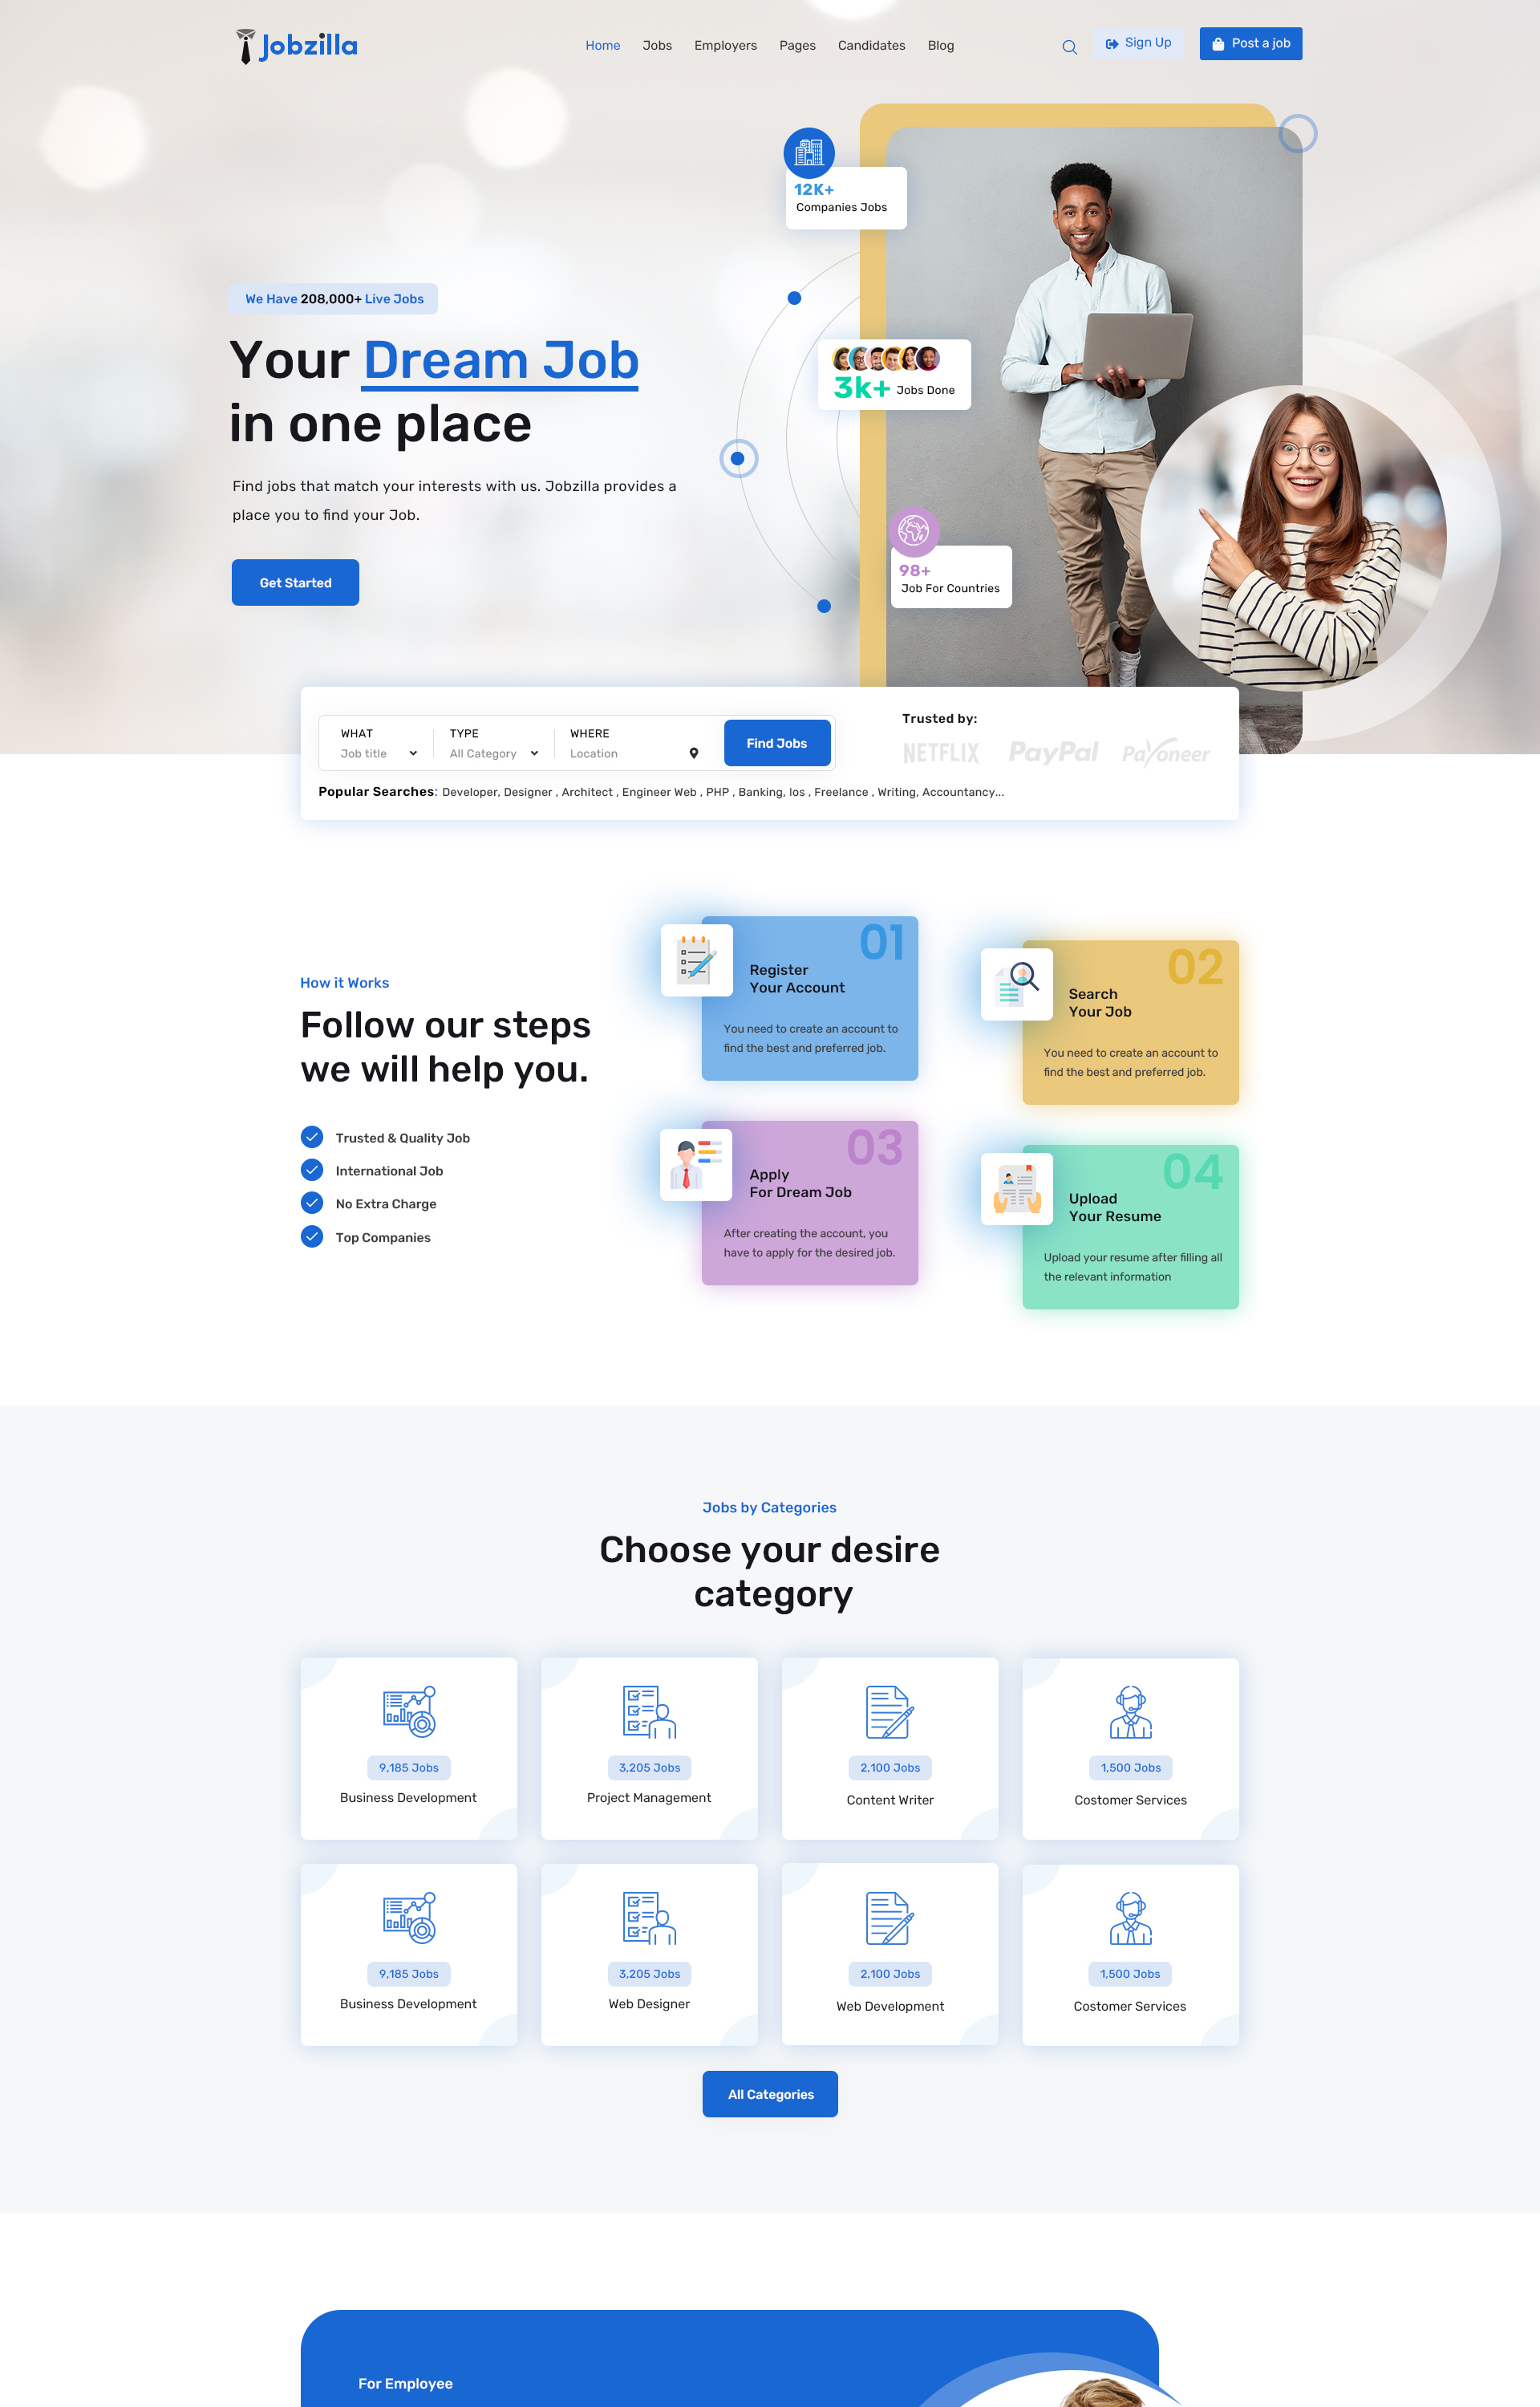 Jobzilla
Home Jobs Employers Pages Candidates Blog
Sign Up
Post a job
12K+
Companies Jobs
We Have 208,000+ Live Jobs
Your Dream Job
in one place
3k+ Jobs Done
Find jobs that match your interests with us. Jobzilla provides a
place you to find your Job.
98+
Job For Countries
Get Started
WHAT
Job title
TYPE
All Category
WHERE
Location
Find Jobs
Trusted by:
NETFLIX PayPal Payoneer
Popular Searches: Developer, Designer , Architect , Engineer Web , PHP , Banking, Ios , Freelance , Writing, Accountancy...
How it Works
Follow our steps
we will help you.
Trusted & Quality Job
International Job
No Extra Charge
Top Companies
01
Register
Your Account
You need to create an account to
find the best and preferred job.
02
Search
Your Job
You need to create an account to
find the best and preferred job.
03
Apply
For Dream Job
After creating the account, you
have to apply for the desired job.
04
Upload
Your Resume
Upload your resume after filling all
the relevant information
Jobs by Categories
Choose your desire
category
9,185 Jobs
Business Development
3,205 Jobs
Project Management
2,100 Jobs
Content Writer
1,500 Jobs
Costomer Services
9,185 Jobs
Business Development
3,205 Jobs
Web Designer
2,100 Jobs
Web Development
1,500 Jobs
Costomer Services
All Categories
For Employee